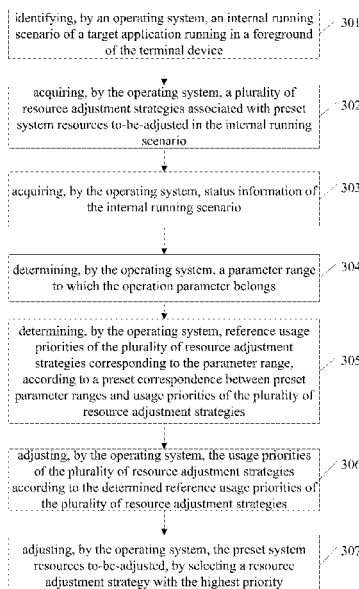 identifying, by an operating system, an internal running
scenario of a target application running in a foreground
of the terminal device
301
acquiring, by the operating system, a plurality of
resource adjustment strategies associated with preset
system resources to-be-adjusted in the internal running
scenario
302
acquiring, by the operating system, status information of
the internal running scenario
303
determining, by the operating system, a parameter range
to which the operation parameter belongs
304
determining, by the operating system, reference usage
priorities of the plurality of resource adjustment
strategies corresponding to the parameter range,
according to a preset correspondence between preset
parameter ranges and usage priorities of the plurality of
resource adjustment strategies
305
adjusting, by the operating system, the usage priorities
of the plurality of resource adjustment strategies
according to the determined reference usage priorities of
the plurality of resource adjustment strategies
306
adjusting, by the operating system, the preset system
resources to-be-adjusted, by selecting a resource
adjustment strategy with the highest priority
307